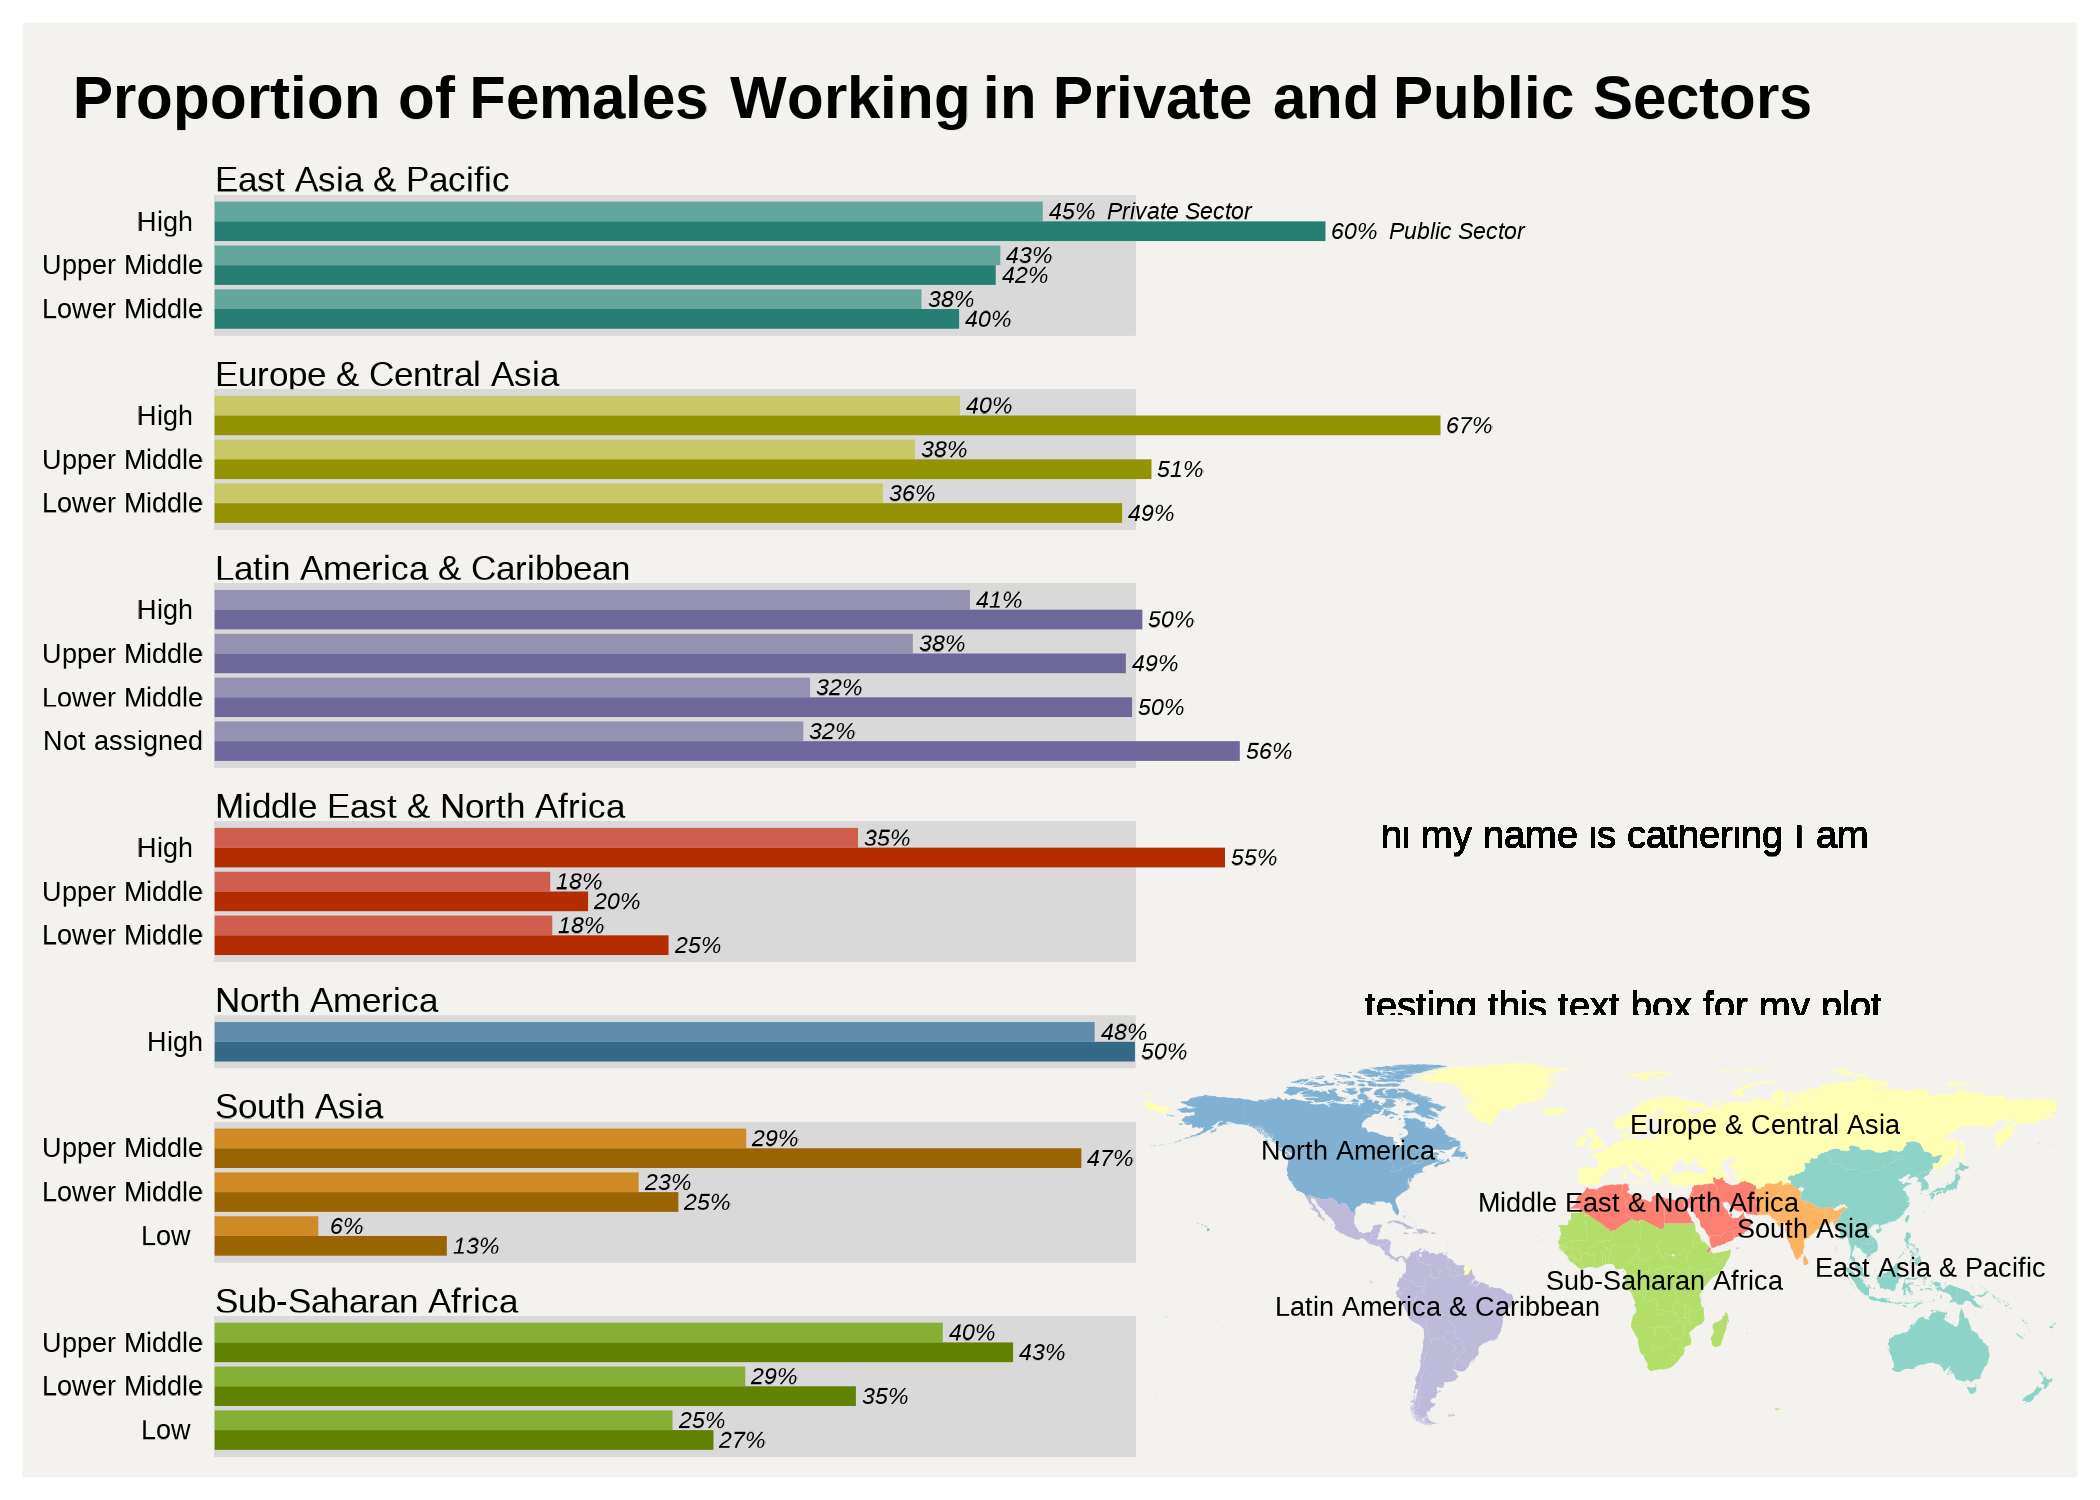 Proportion of Females Working in Private and Public Sectors
East Asia & Pacific
High 45% Private Sector
60% Public Sector
Upper Middle 43%
42%
Lower Middle 38%
40%
Europe & Central Asia
High 40%
67%
Upper Middle 38%
51%
Lower Middle 36%
49%
Latin America & Caribbean
High 41%
50%
Upper Middle 38%
49%
Lower Middle 32%
50%
Not assigned 32%
56%
Middle East & North Africa
High 35%
55%
Upper Middle 18%
20%
Lower Middle 18%
25%
hi my name is cathering I am
North America
High 48%
50%
testing this text box for my plot
South Asia
Upper Middle 29%
47%
Lower Middle 23%
25%
Low 6%
13%
Sub-Saharan Africa
Upper Middle 40%
43%
Lower Middle 29%
35%
Low 25%
27%
Europe & Central Asia
North America
Middle East & North Africa
South Asia
East Asia & Pacific
Sub-Saharan Africa
Latin America & Caribbean